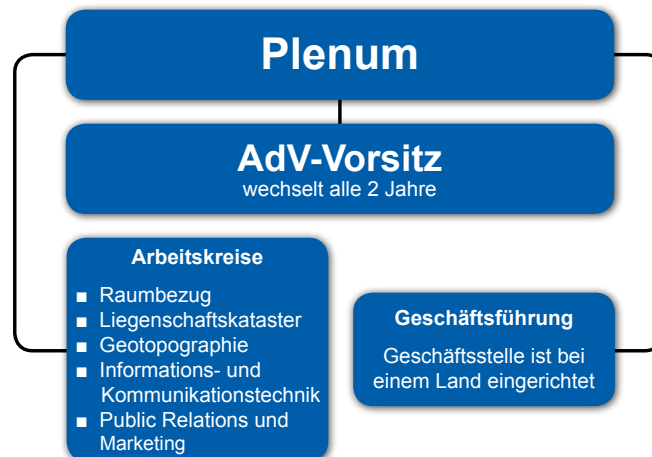 Plenum
AdV-Vorsitz
wechselt alle 2 Jahre
Arbeitskreise
■ Raumbezug
■ Liegenschaftskataster
■ Geotopographie
■ Informations- und
Kommunikationstechnik
■ Public Relations und
Marketing
Geschäftsführung
Geschäftsstelle ist bei
einem Land eingerichtet